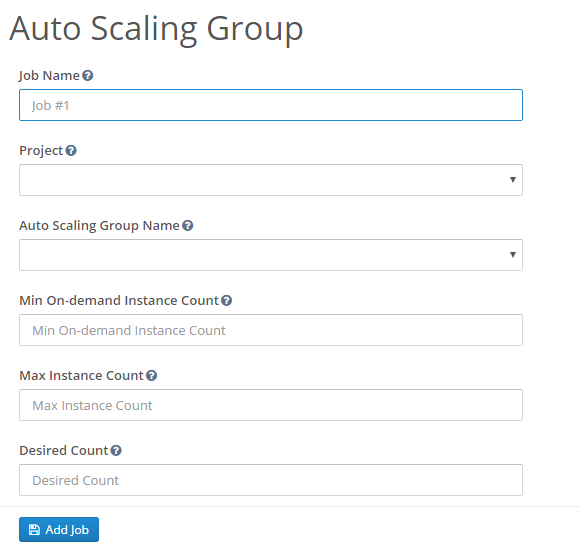 Auto Scaling Group
Job Name
Job #1
Project
Auto Scaling Group Name
Min On-demand Instance Count
Min On-demand Instance Count
Max Instance Count
Max Instance Count
Desired Count
Desired Count
Add Job